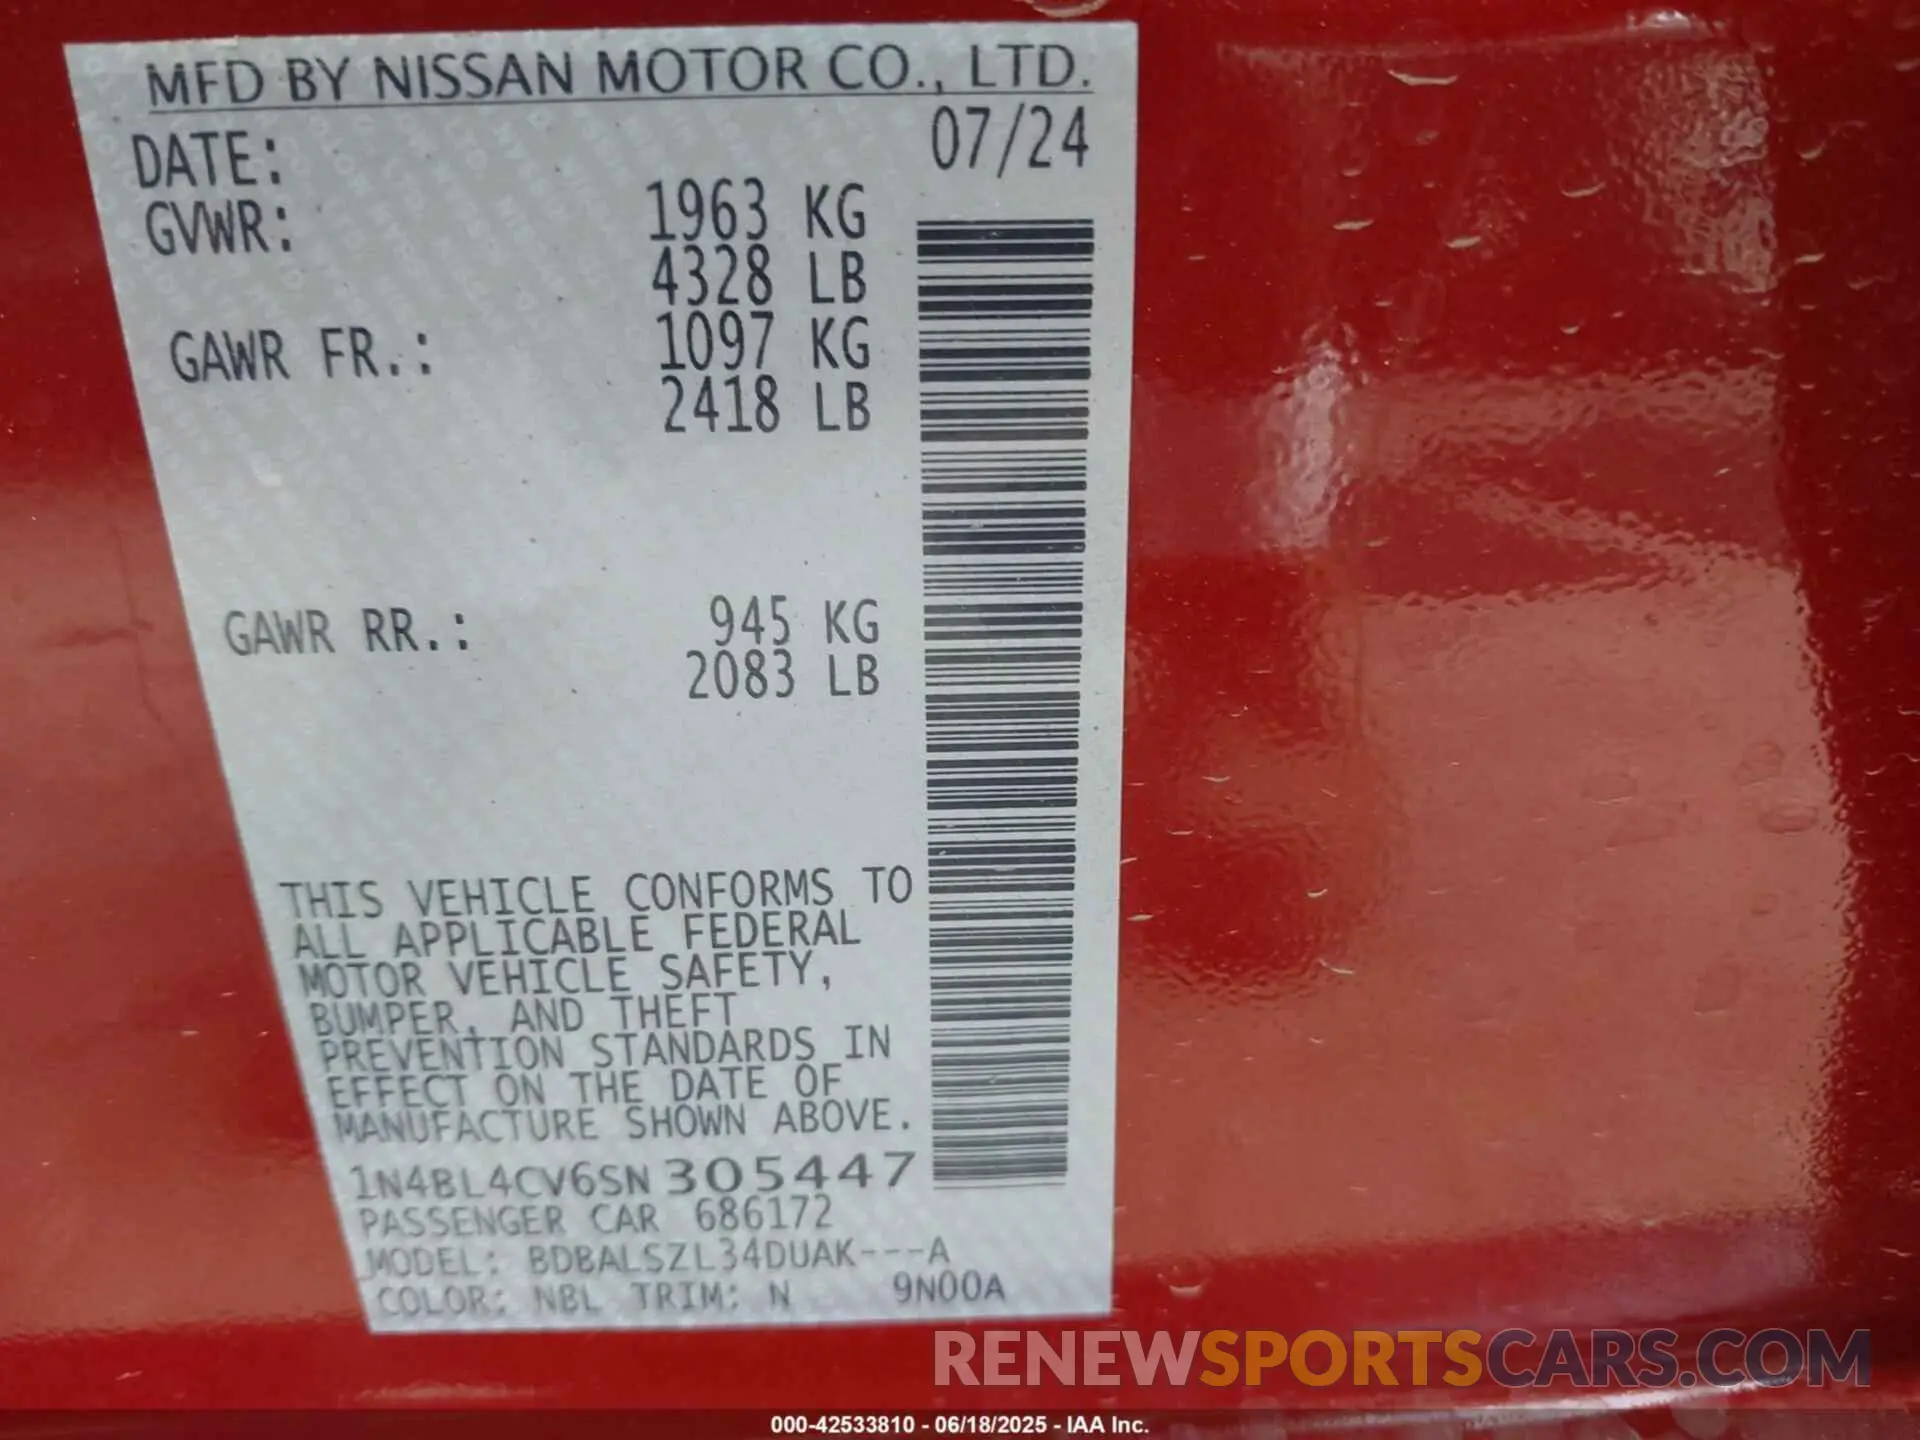 MFD BY NISSAN MOTOR CO., LTD.
DATE: 07/24
GVWR: 1963 KG
4328 LB
GAWR FR.: 1097 KG
2418 LB
GAWR RR.: 945 KG
2083 LB
THIS VEHICLE CONFORMS TO
ALL APPLICABLE FEDERAL
MOTOR VEHICLE SAFETY,
BUMPER, AND THEFT
PREVENTION STANDARDS IN
EFFECT ON THE DATE OF
MANUFACTURE SHOWN ABOVE.
1N4BL4CV6SN305447
PASSENGER CAR 686172
MODEL: BDBALSZL34DUAK---A
COLOR: NBL TRIM: N 9N00A
RENEWSPORTSCARS.COM
000-42533810 - 06/18/2025 - IAA Inc.